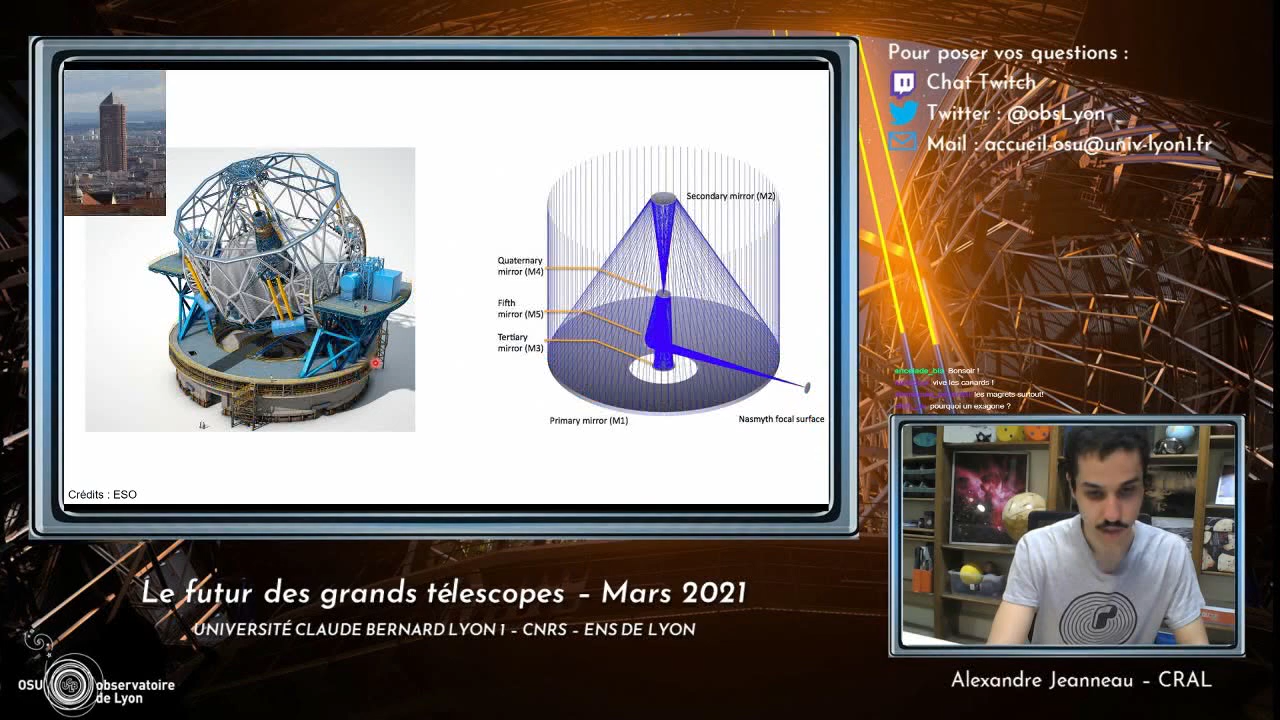 Pour poser vos questions :
Chat Twitch
Twitter : @obsLyon
Mail : accueil-osu@univ-lyon1.fr
Secondary mirror (M2)
Quaternary
mirror (M4)
Fifth
mirror (M5)
Tertiary
mirror (M3)
Primary mirror (M1)
Nasmyth focal surface
Crédits : ESO
Bonsoir !
vive les canards !
les magrets surtout!
pourquoi un exagone ?
Le futur des grands télescopes – Mars 2021
UNIVERSITÉ CLAUDE BERNARD LYON 1 - CNRS - ENS DE LYON
OSU observatoire
de Lyon
Alexandre Jeanneau – CRAL